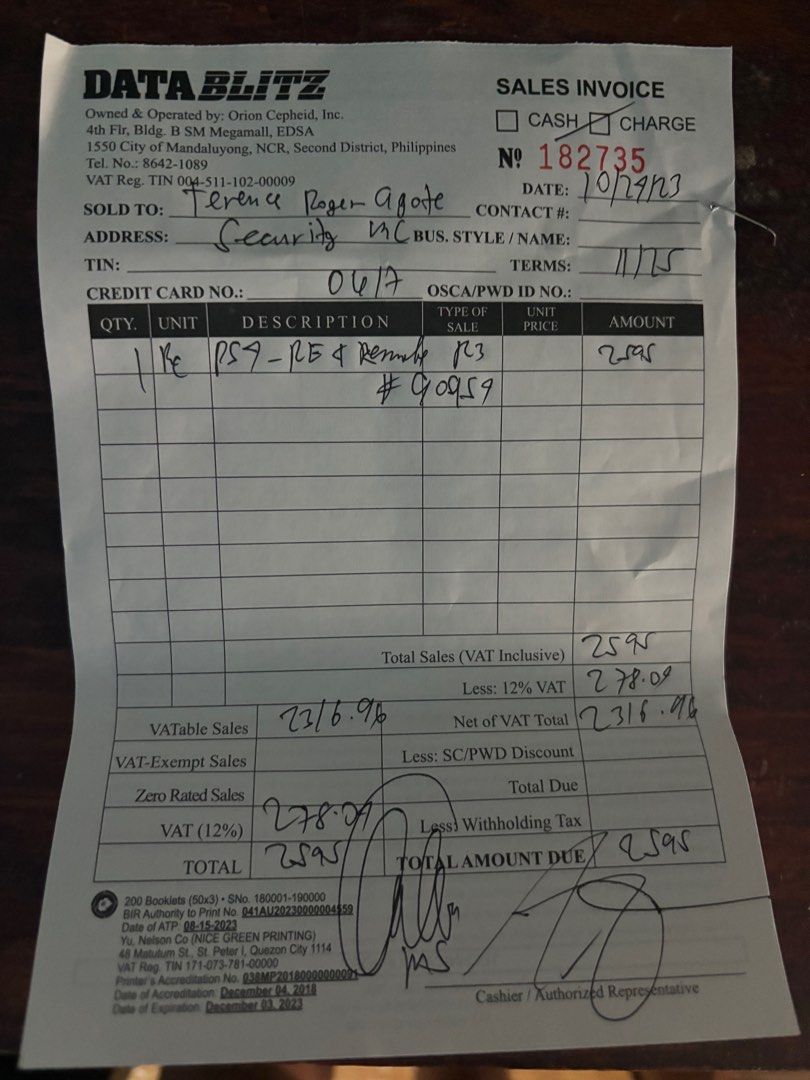 DATA BLITZ
Owned & Operated by: Orion Cepheid, Inc.
4th Flr, Bldg. B SM Megamall, EDSA
1550 City of Mandaluyong, NCR, Second District, Philippines
Tel. No.: 8642-1089
VAT Reg. TIN 004-511-102-00009
SALES INVOICE
CASH CHARGE
Nº 182735
DATE: 10/29/23
SOLD TO: Terence Roger Agote CONTACT #:
ADDRESS: Security BUS. STYLE / NAME:
TIN: TERMS:
CREDIT CARD NO.: 0617 OSCA/PWD ID NO.:
QTY. UNIT DESCRIPTION TYPE OF SALE UNIT PRICE AMOUNT
1 PS4 - RE 4 Remake R3 2595
# 90959
Total Sales (VAT Inclusive) 2595
Less: 12% VAT 278.04
VATable Sales 2316.96 Net of VAT Total 2316.96
VAT-Exempt Sales Less: SC/PWD Discount
Zero Rated Sales Total Due
VAT (12%) 278.04 Less: Withholding Tax
TOTAL 2595 TOTAL AMOUNT DUE 2595
200 Booklets (50x3) • SNo. 180001-190000
BIR Authority to Print No. 041AU20230000004559
Date of ATP: 08-15-2023
Yu, Nelson Co (NICE GREEN PRINTING)
48 Matutum St., St. Peter I, Quezon City 1114
VAT Reg. TIN 171-073-781-00000
Printer's Accreditation No. 038MP20180000000091
Date of Accreditation: December 04, 2018
Date of Expiration: December 03, 2023
Cashier / Authorized Representative